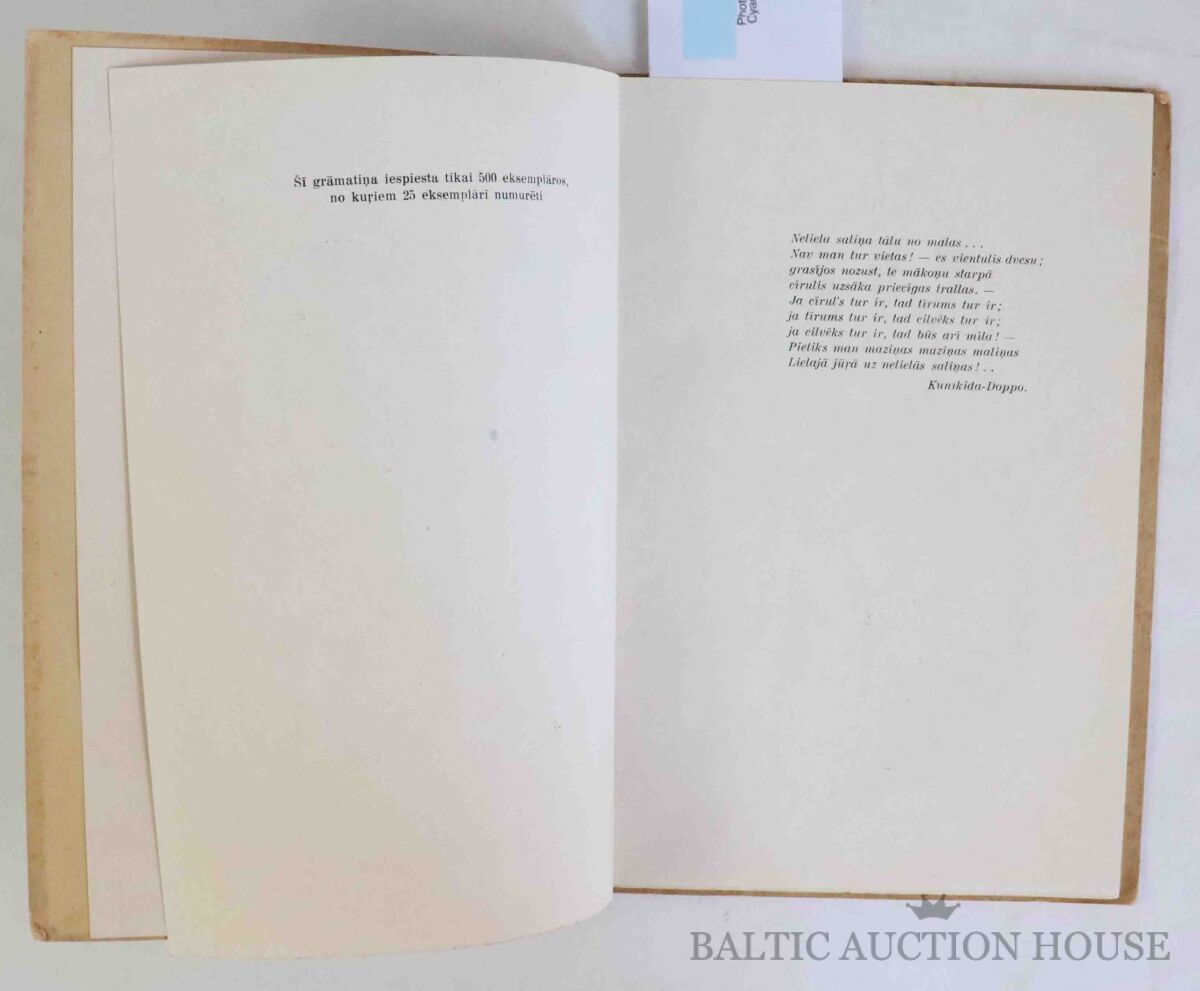 Phot
Cyan
Šī grāmatiņa iespiesta tikai 500 eksemplāros,
no kuŗiem 25 eksemplāri numurēti
Neliela saliņa tālu no malas . . .
Nav man tur vietas! — es vientulis dvesu;
grasījos nozust, te mākoņu starpā
cīrulis uzsāka priecīgas trallas. —
Ja cīrul's tur ir, tad tīrums tur ir;
ja tīrums tur ir, tad cilvēks tur ir;
ja cilvēks tur ir, tad būs arī mīla! —
Pietiks man maziņas maziņas maliņas
Lielajā jūŗā uz nelielās saliņas! . .
Kunikida-Doppo.
BALTIC AUCTION HOUSE